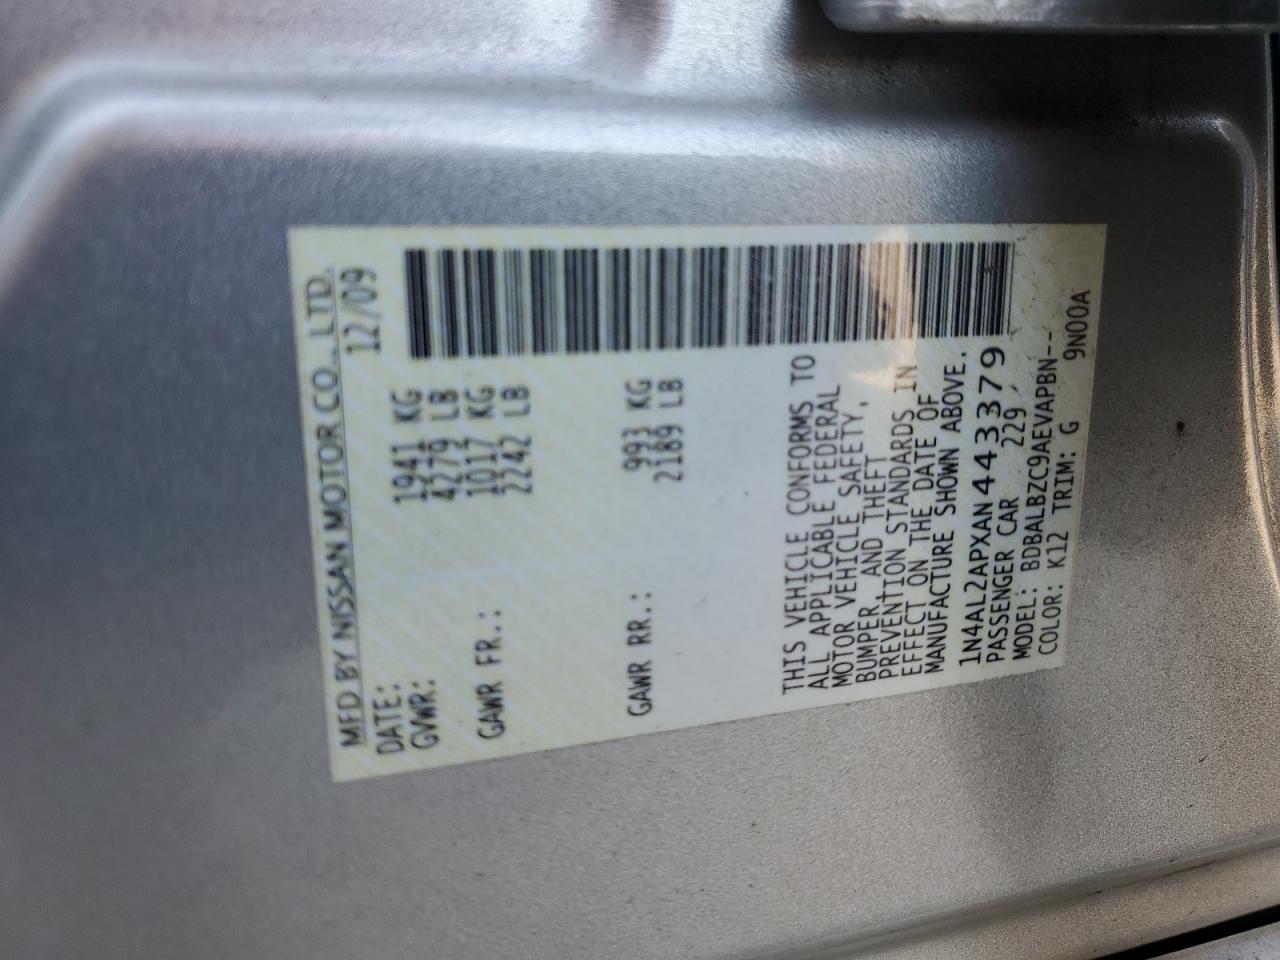 MFD BY NISSAN MOTOR CO., LTD.
DATE: 12/09
GVWR: 1941 KG
4279 LB
GAWR FR.: 1017 KG
2242 LB
GAWR RR.: 993 KG
2189 LB
THIS VEHICLE CONFORMS TO
ALL APPLICABLE FEDERAL
MOTOR VEHICLE SAFETY,
BUMPER, AND THEFT
PREVENTION STANDARDS IN
EFFECT ON THE DATE OF
MANUFACTURE SHOWN ABOVE.
1N4AL2APXAN443379
PASSENGER CAR 229
MODEL: BDBALBZC9AEVAPBN---
COLOR: K12 TRIM: G 9N00A